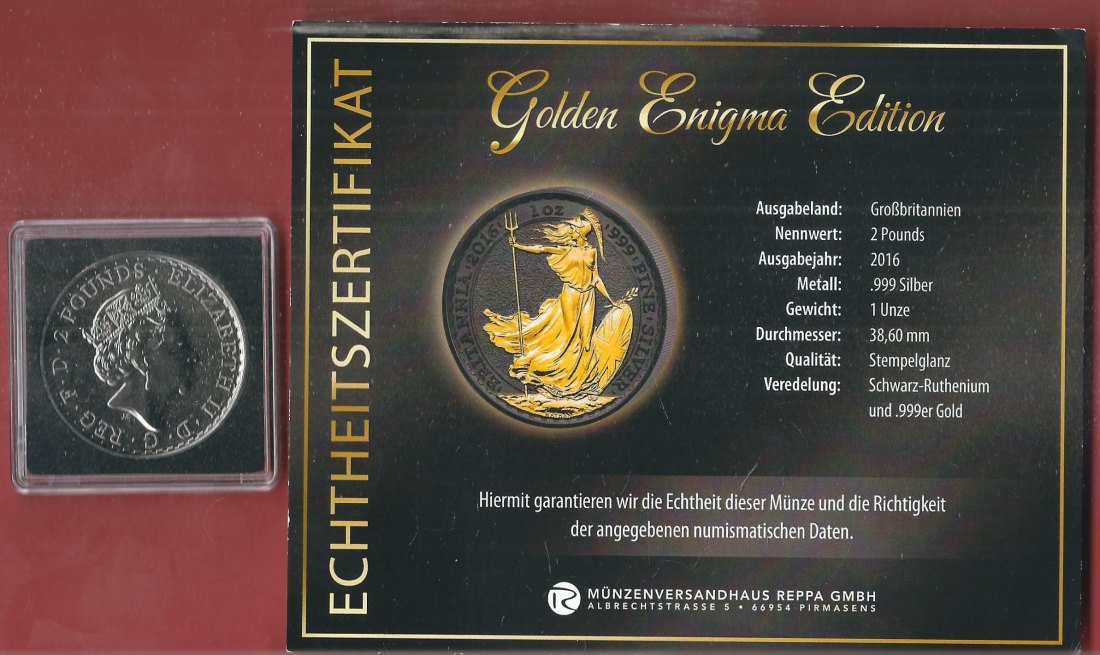 ELIZABETH II · D · G · REG · F · D · 2 POUNDS
ECHTHEITSZERTIFIKAT
Golden Enigma Edition
BRITANNIA 2016 · 1 oz · 999 · FINE · SILVER
NATHAN
Ausgabeland: Großbritannien
Nennwert: 2 Pounds
Ausgabejahr: 2016
Metall: .999 Silber
Gewicht: 1 Unze
Durchmesser: 38,60 mm
Qualität: Stempelglanz
Veredelung: Schwarz-Ruthenium
und .999er Gold
Hiermit garantieren wir die Echtheit dieser Münze und die Richtigkeit
der angegebenen numismatischen Daten.
R MÜNZENVERSANDHAUS REPPA GMBH
ALBRECHTSTRASSE 5 • 66954 PIRMASENS